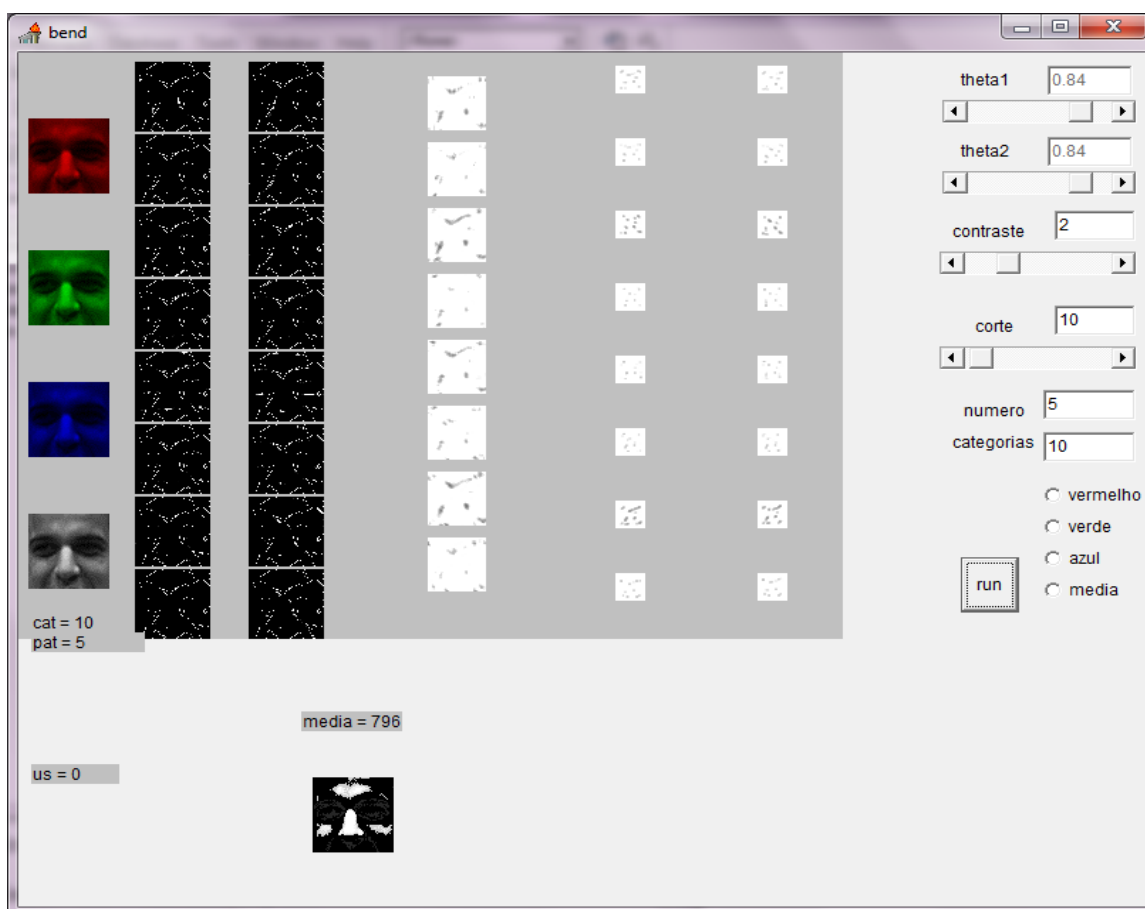 bend
theta1 0.84
theta2 0.84
contraste 2
corte 10
numero 5
categorias 10
vermelho
verde
azul
media
run
cat = 10
pat = 5
media = 796
us = 0